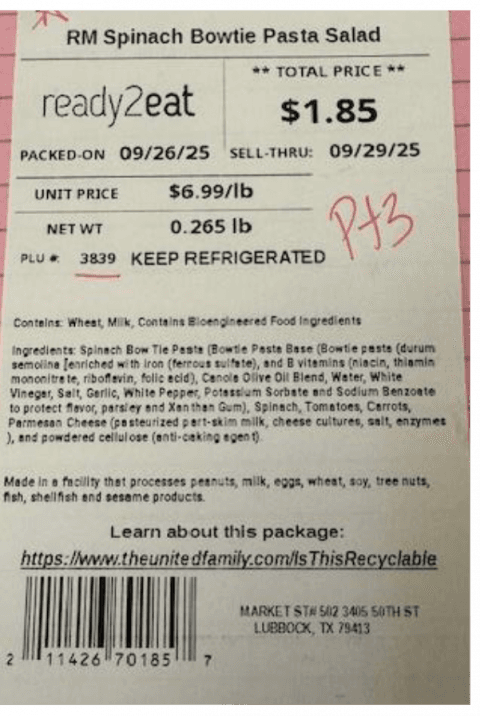 RM Spinach Bowtie Pasta Salad
ready2eat
** TOTAL PRICE **
$1.85
PACKED-ON 09/26/25 SELL-THRU: 09/29/25
UNIT PRICE $6.99/lb
NET WT 0.265 lb
Pt3
PLU #: 3839 KEEP REFRIGERATED
Contains: Wheat, Milk, Contains Bioengineered Food Ingredients
Ingredients: Spinach Bow Tie Pasta (Bowtie Pasta Base (Bowtie pasta (durum
semolina [enriched with iron (ferrous sulfate), and B vitamins (niacin, thiamin
mononitrate, riboflavin, folic acid), Canola Olive Oil Blend, Water, White
Vinegar, Salt, Garlic, White Pepper, Potassium Sorbate and Sodium Benzoate
to protect flavor, parsley and Xanthan Gum), Spinach, Tomatoes, Carrots,
Parmesan Cheese (pasteurized part-skim milk, cheese cultures, salt, enzymes
), and powdered cellulose (anti-caking agent).
Made in a facility that processes peanuts, milk, eggs, wheat, soy, tree nuts,
fish, shellfish and sesame products.
Learn about this package:
https://www.theunitedfamily.com/IsThisRecyclable
MARKET ST# 502 3405 50TH ST
LUBBOCK, TX 79413
2 11426 70185 7